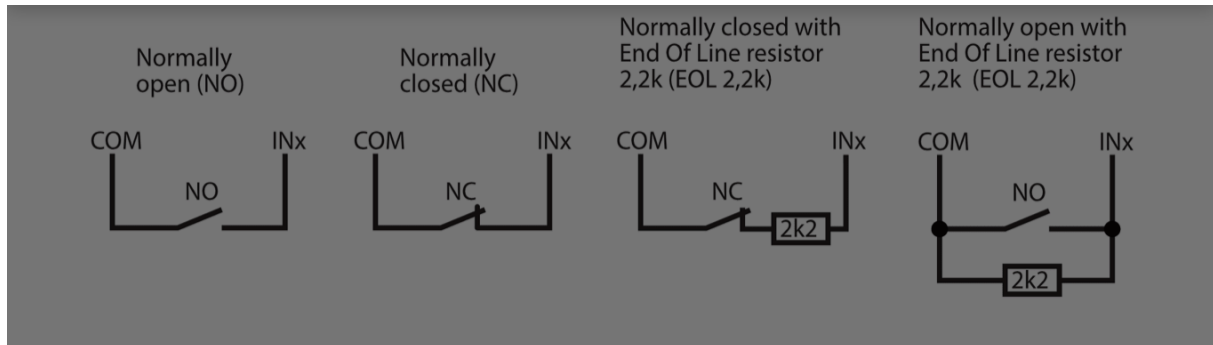 Normally
open (NO)
COM
INx
NO
Normally
closed (NC)
COM
INx
NC
Normally closed with
End Of Line resistor
2,2k (EOL 2,2k)
COM
INx
NC
2k2
Normally open with
End Of Line resistor
2,2k (EOL 2,2k)
COM
INx
NO
2k2